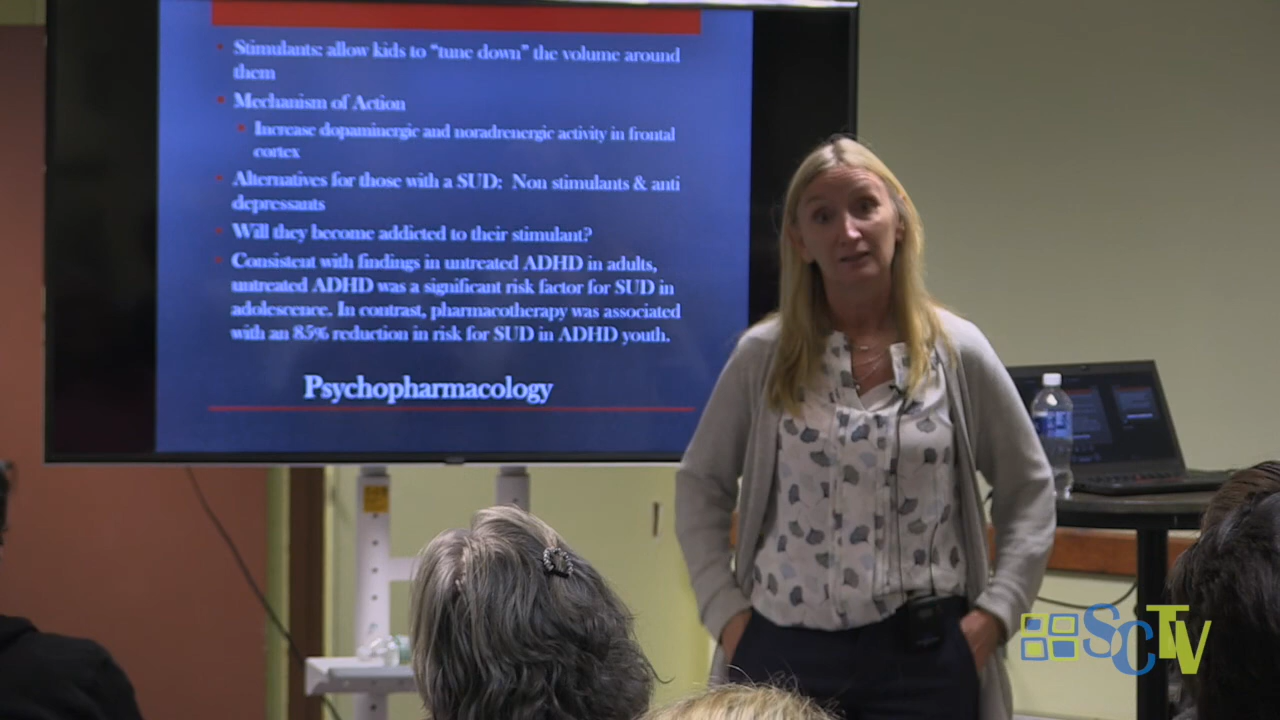 Stimulants: allow kids to "tune down" the volume around
them
Mechanism of Action
Increase dopaminergic and noradrenergic activity in frontal
cortex
Alternatives for those with a SUD: Non stimulants & anti
depressants
Will they become addicted to their stimulant?
Consistent with findings in untreated ADHD in adults,
untreated ADHD was a significant risk factor for SUD in
adolescence. In contrast, pharmacotherapy was associated
with an 85% reduction in risk for SUD in ADHD youth.
Psychopharmacology
SCTV